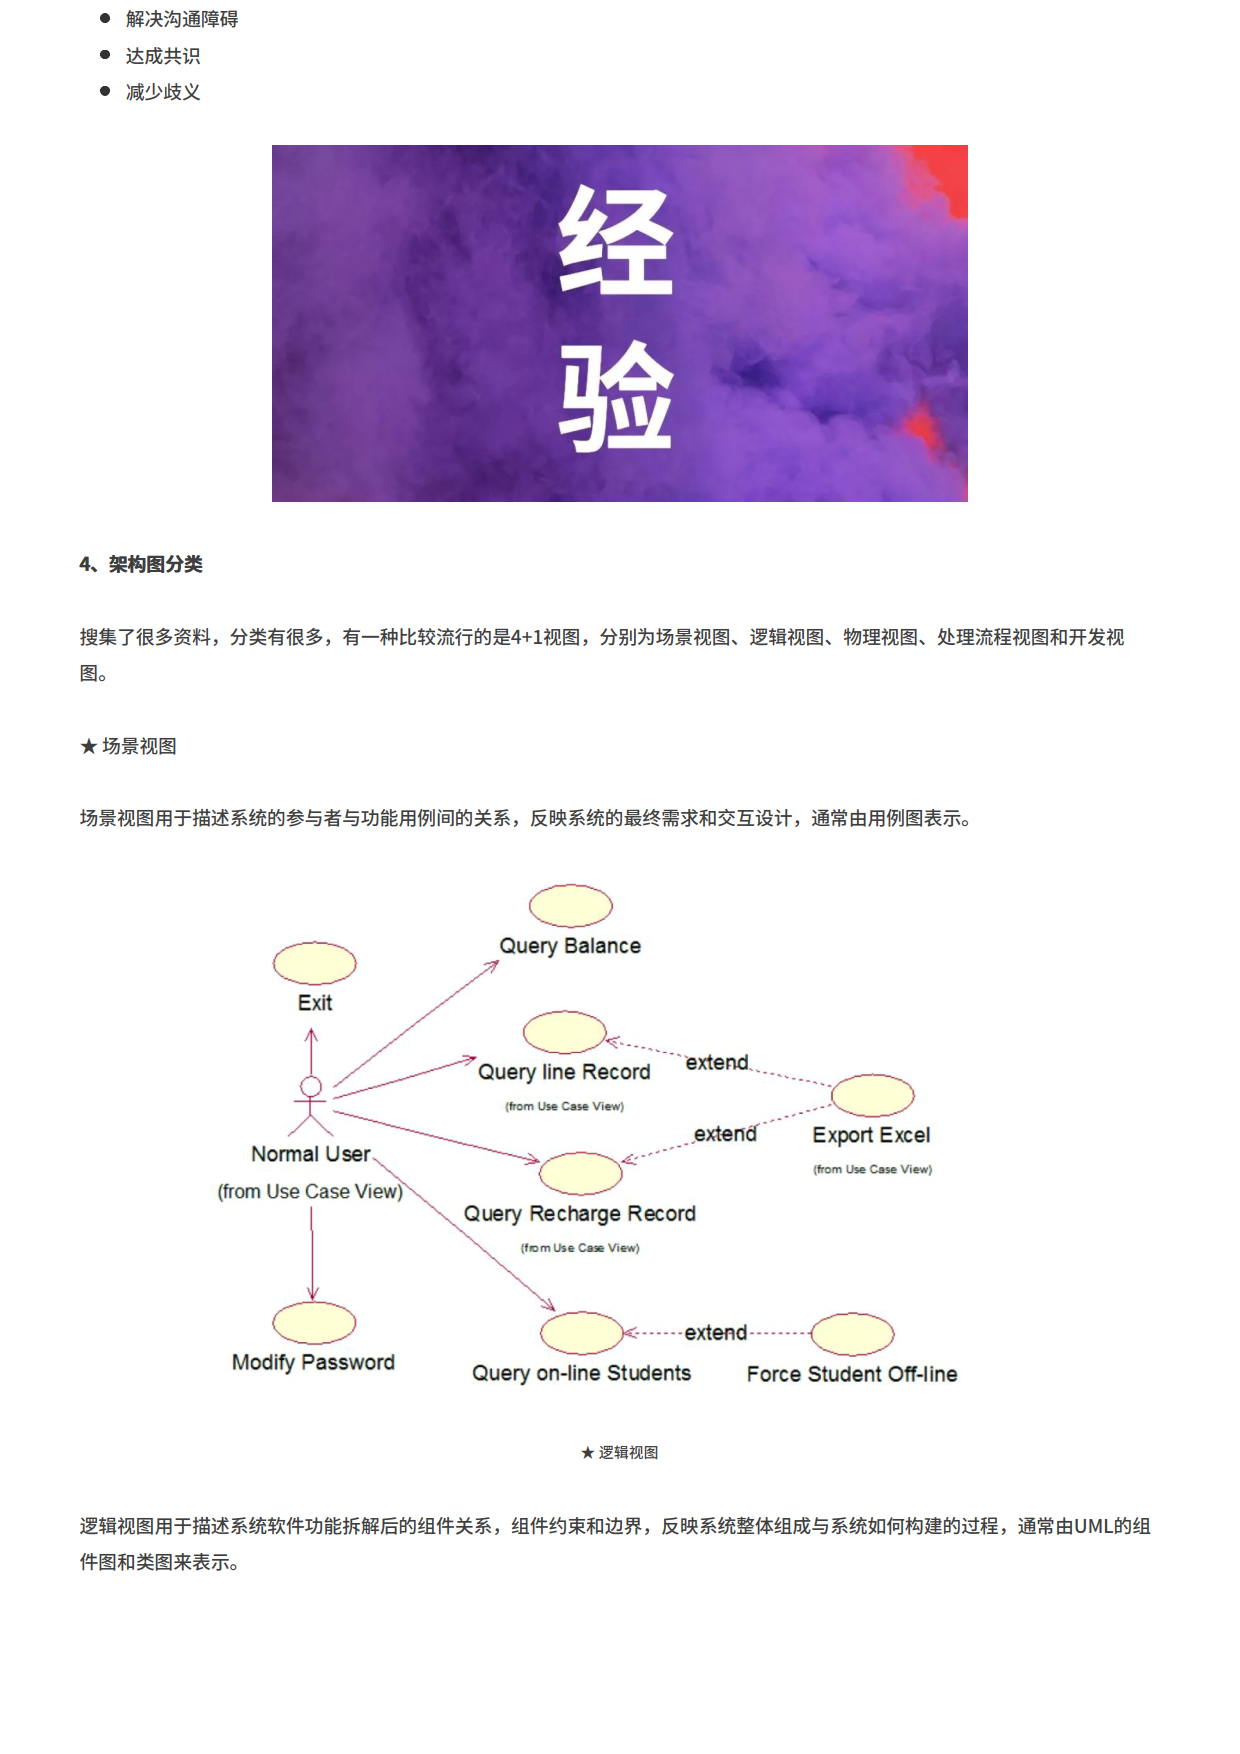 解决沟通障碍
达成共识
减少歧义
经
验
4、架构图分类
搜集了很多资料，分类有很多，有一种比较流行的是4+1视图，分别为场景视图、逻辑视图、物理视图、处理流程视图和开发视
图。
★ 场景视图
场景视图用于描述系统的参与者与功能用例间的关系，反映系统的最终需求和交互设计，通常由用例图表示。
Query Balance
Exit
Query line Record
(from Use Case View)
extend
extend
Export Excel
(from Use Case View)
Normal User
(from Use Case View)
Query Recharge Record
(from Use Case View)
Modify Password
Query on-line Students
extend
Force Student Off-line
★ 逻辑视图
逻辑视图用于描述系统软件功能拆解后的组件关系，组件约束和边界，反映系统整体组成与系统如何构建的过程，通常由UML的组
件图和类图来表示。